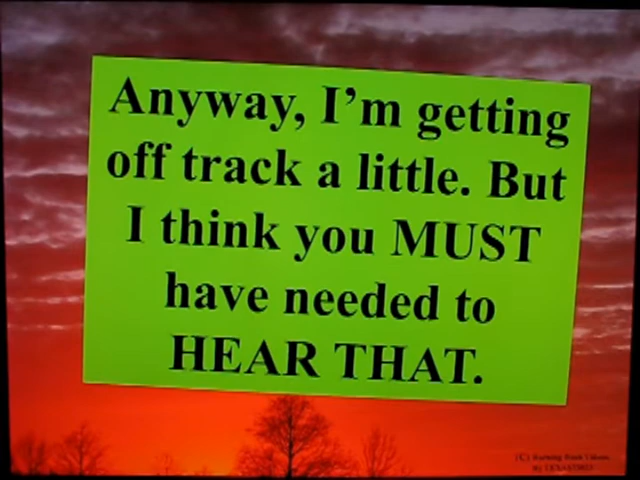 Anyway, I'm getting
off track a little. But
I think you MUST
have needed to
HEAR THAT.